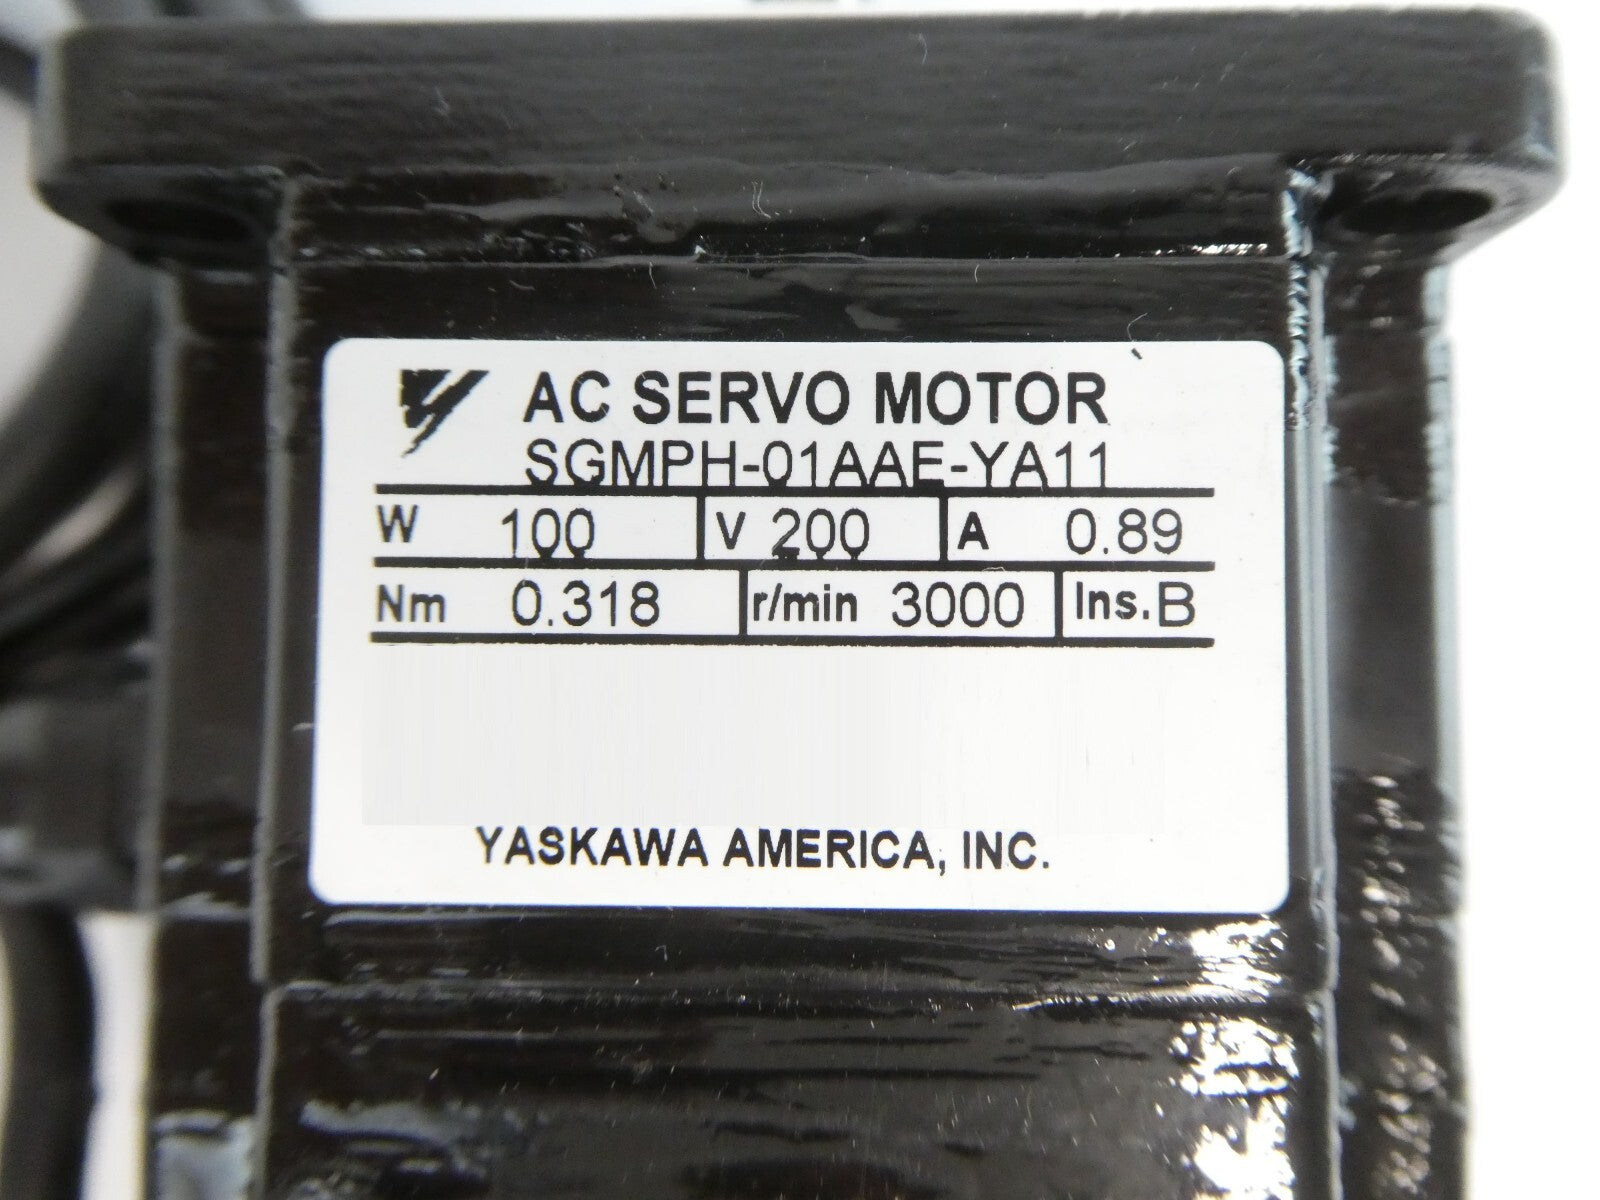 AC SERVO MOTOR
SGMPH-01AAE-YA11
W 100 V 200 A 0.89
Nm 0.318 r/min 3000 Ins. B
YASKAWA AMERICA, INC.